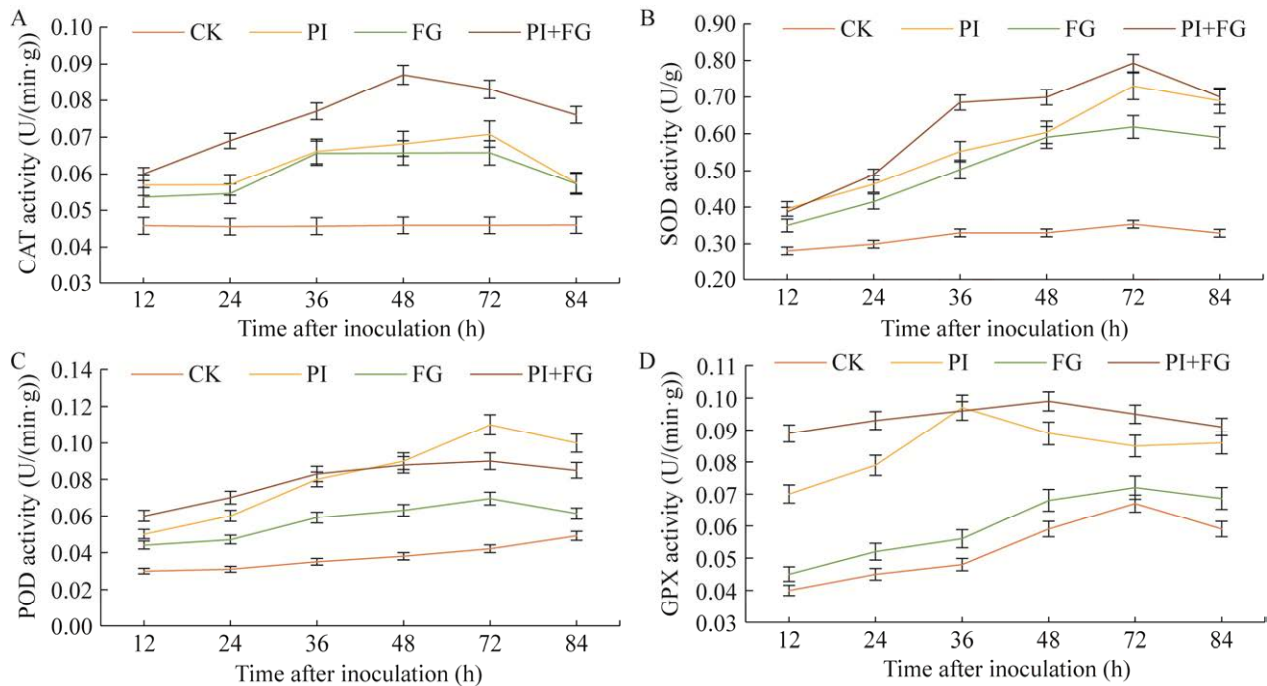 A
CAT activity (U/(min·g))
CK PI FG PI+FG
0.10
0.09
0.08
0.07
0.06
0.05
0.04
0.03
12 24 36 48 72 84
Time after inoculation (h)
B
SOD activity (U/g)
CK PI FG PI+FG
0.90
0.80
0.70
0.60
0.50
0.40
0.30
0.20
12 24 36 48 72 84
Time after inoculation (h)
C
POD activity (U/(min·g))
CK PI FG PI+FG
0.14
0.12
0.10
0.08
0.06
0.04
0.02
0.00
12 24 36 48 72 84
Time after inoculation (h)
D
GPX activity (U/(min·g))
CK PI FG PI+FG
0.11
0.10
0.09
0.08
0.07
0.06
0.05
0.04
0.03
12 24 36 48 72 84
Time after inoculation (h)